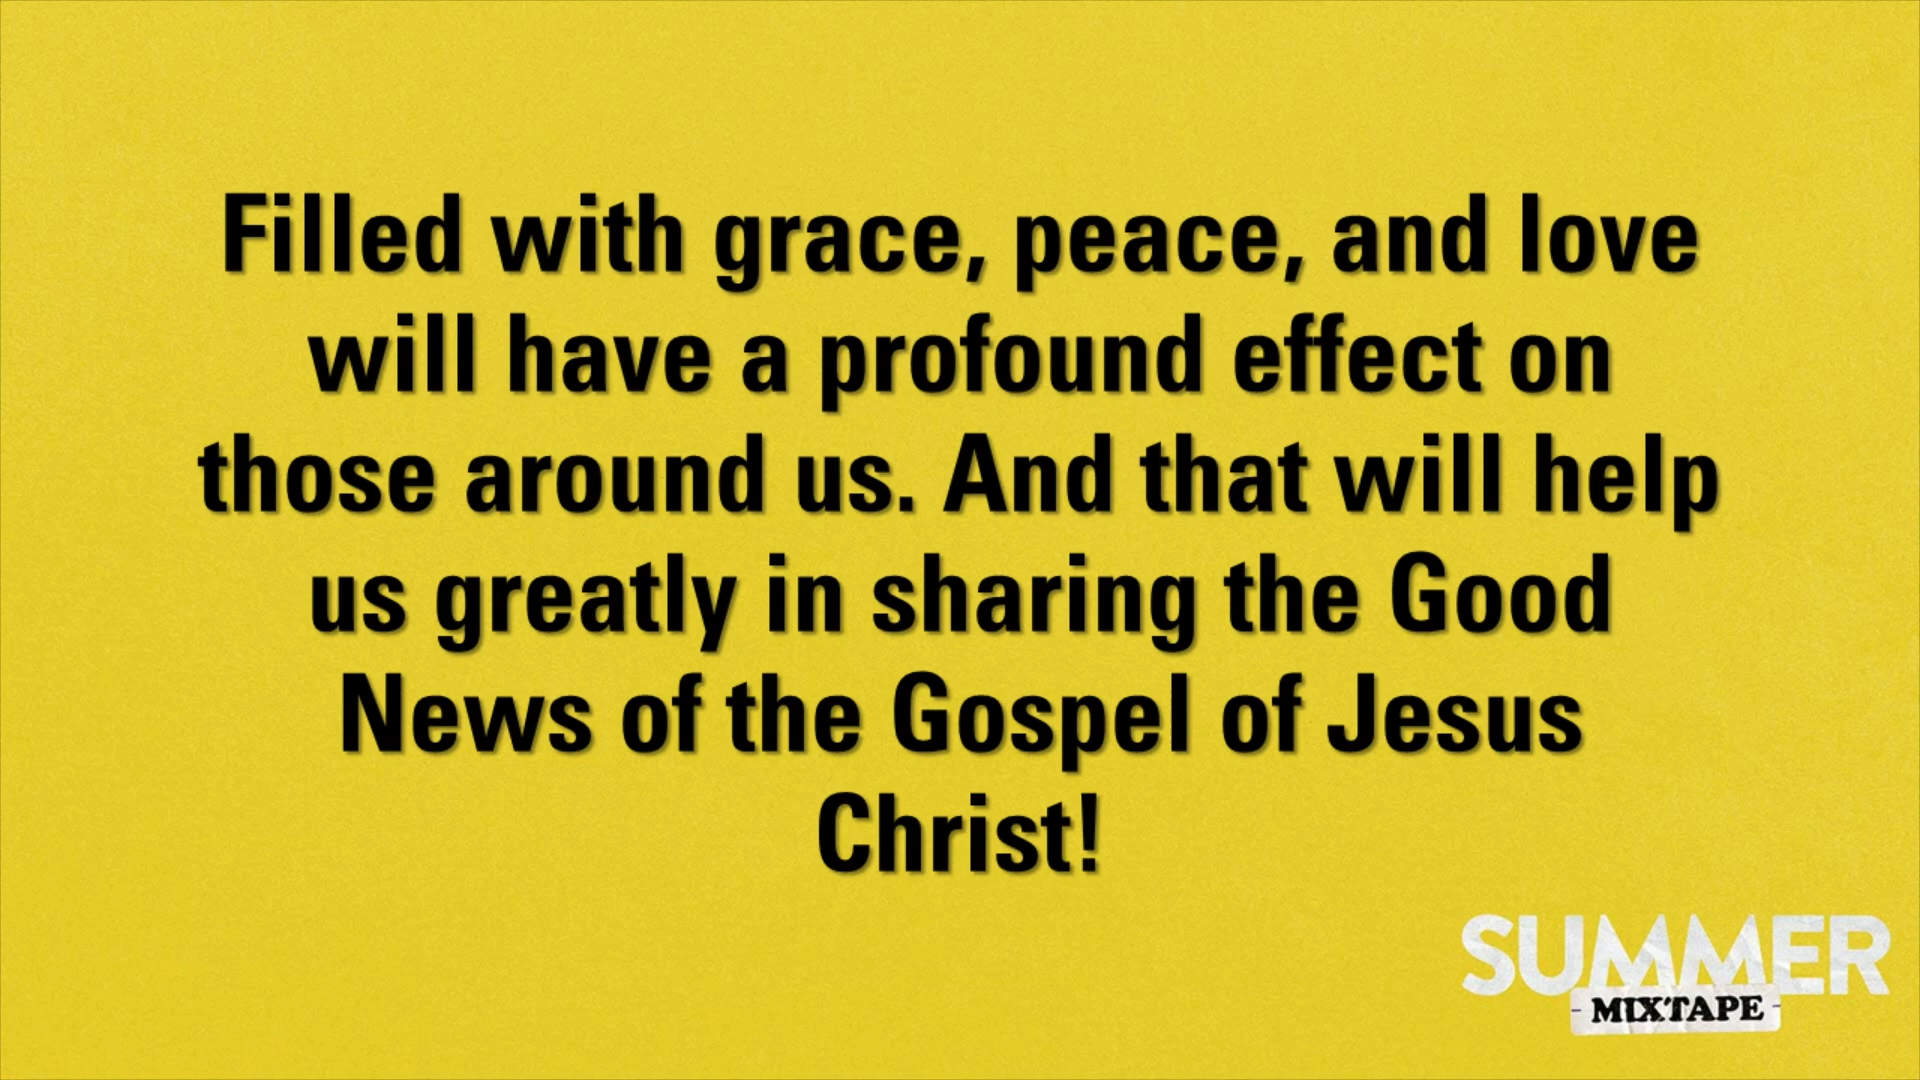 Filled with grace, peace, and love
will have a profound effect on
those around us. And that will help
us greatly in sharing the Good
News of the Gospel of Jesus
Christ!
SUMMER
- MIXTAPE -